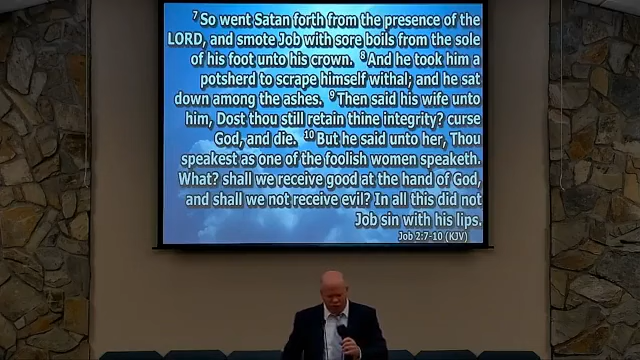 7 So went Satan forth from the presence of the
LORD, and smote Job with sore boils from the sole
of his foot unto his crown. 8 And he took him a
potsherd to scrape himself withal; and he sat
down among the ashes. 9 Then said his wife unto
him, Dost thou still retain thine integrity? curse
God, and die. 10 But he said unto her, Thou
speakest as one of the foolish women speaketh.
What? shall we receive good at the hand of God,
and shall we not receive evil? In all this did not
Job sin with his lips.
Job 2:7-10 (KJV)